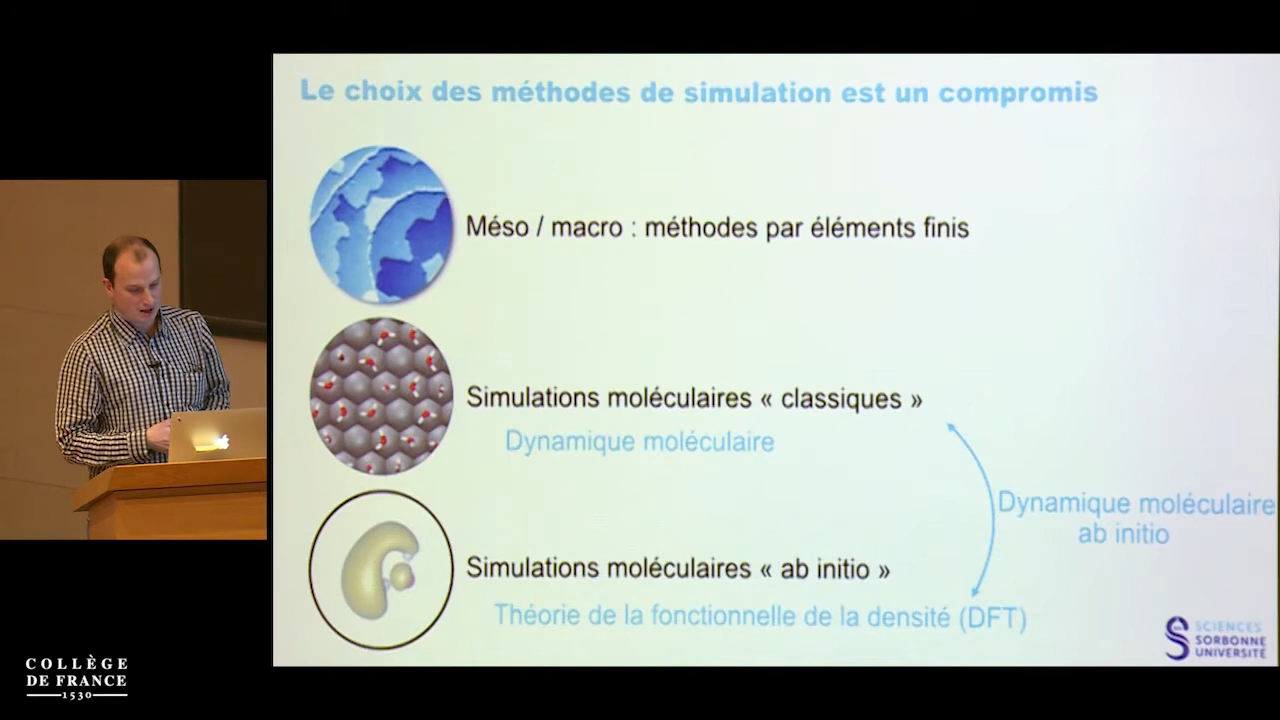 Le choix des méthodes de simulation est un compromis
Méso / macro : méthodes par éléments finis
Simulations moléculaires « classiques »
Dynamique moléculaire
Dynamique moléculaire
ab initio
Simulations moléculaires « ab initio »
Théorie de la fonctionnelle de la densité (DFT)
SCIENCES
SORBONNE
UNIVERSITÉ
COLLÈGE
DE FRANCE
1530